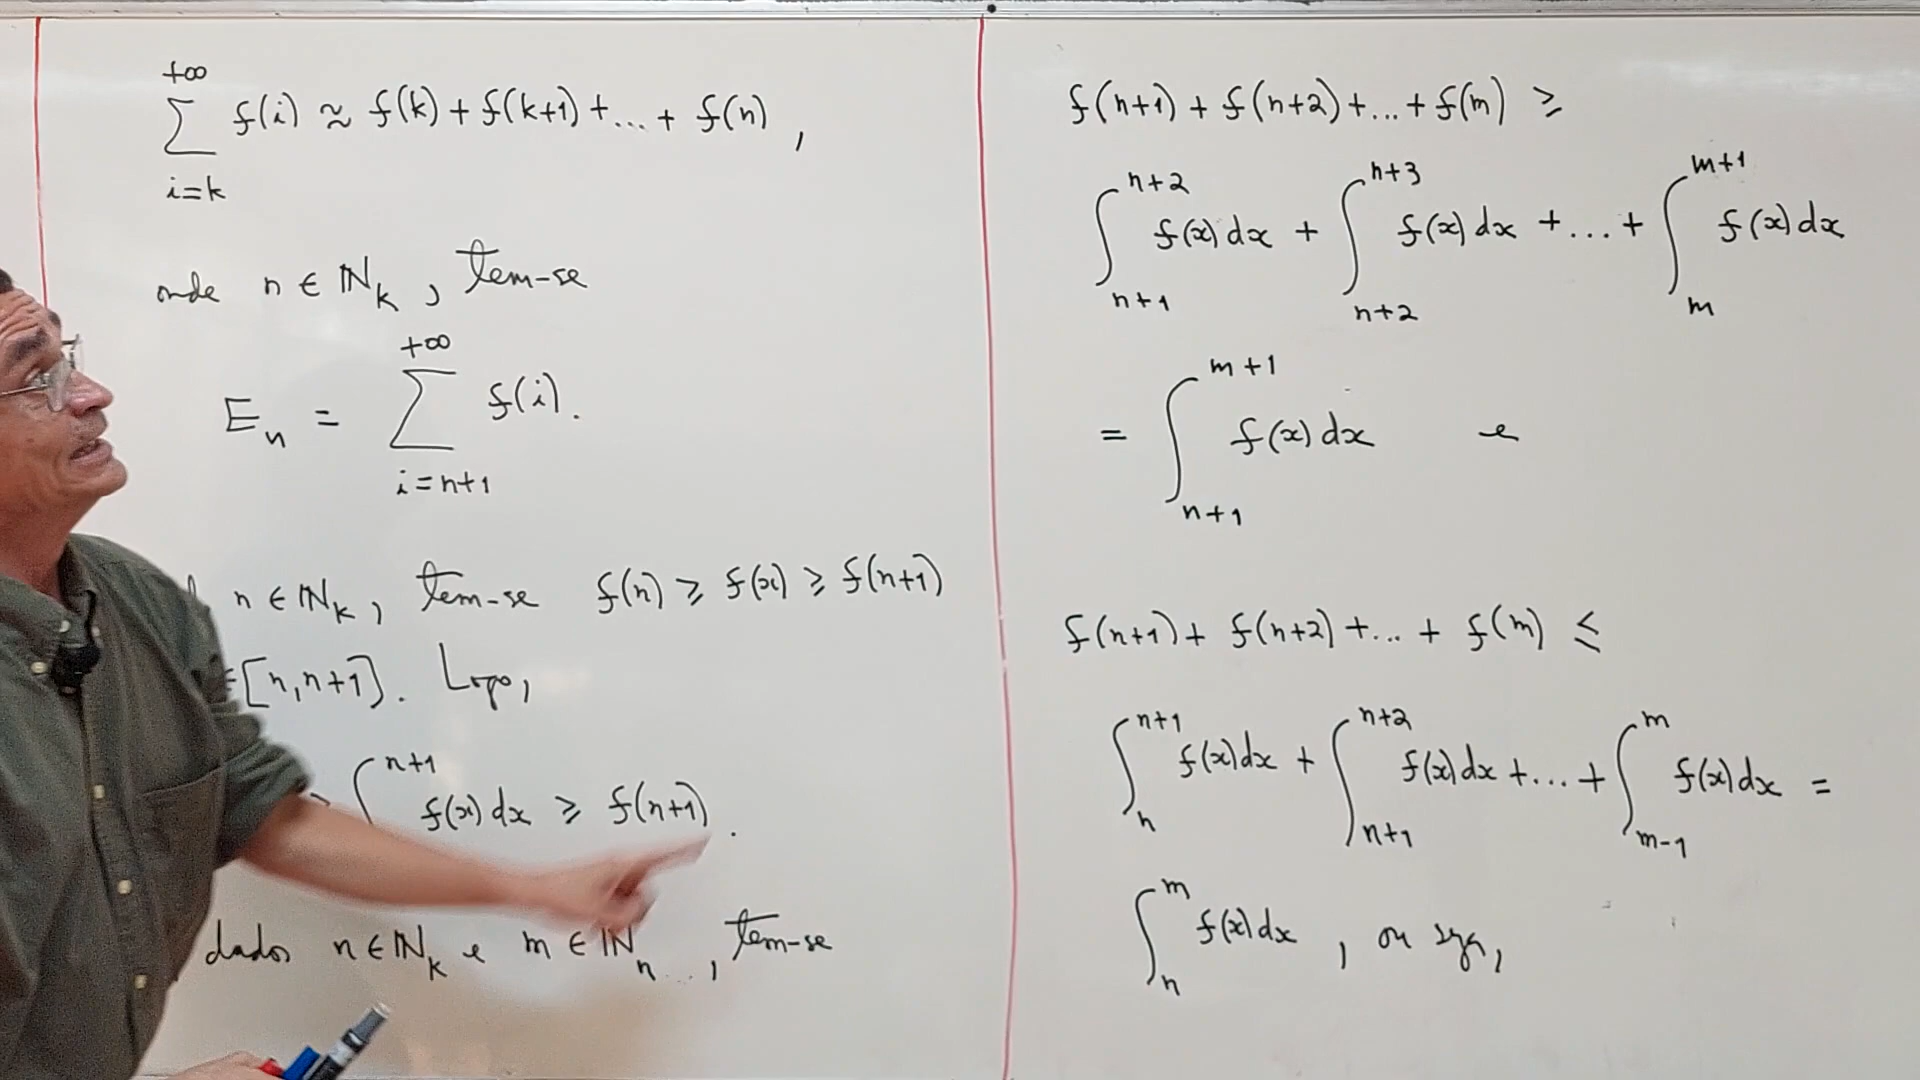 +∞
∑ f(i) ≈ f(k) + f(k+1) + ... + f(n) ,
i=k
onde n ∈ ℕ_k , tem-se
+∞
E_n = ∑ f(i).
i=n+1
n ∈ ℕ_k , tem-se f(n) ≥ f(x) ≥ f(n+1)
∈ [n,n+1]. Logo,
n+1
∫ f(x) dx ≥ f(n+1) .
dados n ∈ ℕ_k e m ∈ ℕ_n... , tem-se
f(n+1) + f(n+2) + ... + f(m) ≥
n+2 n+3 m+1
∫ f(x) dx + ∫ f(x) dx + ... + ∫ f(x) dx
n+1 n+2 m
m+1
= ∫ f(x) dx e
n+1
f(n+1) + f(n+2) + ... + f(m) ≤
n+1 n+2 m
∫ f(x) dx + ∫ f(x) dx + ... + ∫ f(x) dx =
n n+1 m-1
m
∫ f(x) dx , ou seja,
n